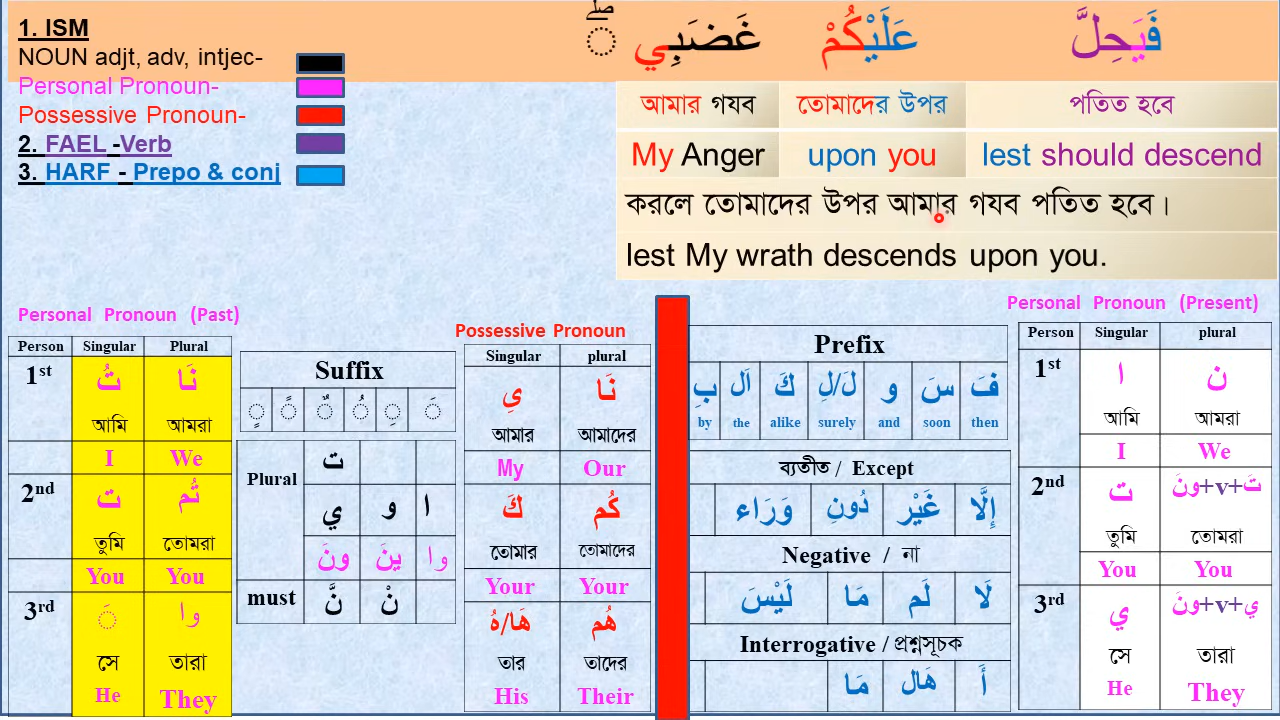 1. ISM
NOUN adjt, adv, intjec-
Personal Pronoun-
Possessive Pronoun-
2. FAEL -Verb
3. HARF - Prepo & conj
فَيَحِلَّ عَلَيْكُمْ غَضَبِي ۖ
আমার গযব তোমাদের উপর পতিত হবে
My Anger upon you lest should descend
করলে তোমাদের উপর আমার গযব পতিত হবে।
lest My wrath descends upon you.
Personal Pronoun (Past)
Person Singular Plural
1st تُ نَا
আমি আমরা
I We
2nd ت تُم
তুমি তোমরা
You You
3rd َ وا
সে তারা
He They
Suffix
ٍ ً ٌ ُ ِ َ
Plural ت
ي و ا
ونَ ينَ وا
must نَّ نْ
Possessive Pronoun
Singular plural
يِ نَا
আমার আমাদের
My Our
كَ كُم
তোমার তোমাদের
Your Your
هَا/هُ هُم
তার তাদের
His Their
Prefix
بِ اَل كَ لَ/لِ و سَ فَ
by the alike surely and soon then
ব্যতীত / Except
وَرَاء دُونِ غَيْر إِلَّا
Negative / না
لَيْسَ مَا لَم لَا
Interrogative / প্রশ্নসূচক
مَا هَال أَ
Personal Pronoun (Present)
Person Singular plural
1st ا ن
আমি আমরা
I We
2nd ت تَ+v+ونَ
তুমি তোমরা
You You
3rd ي ي+v+ونَ
সে তারা
He They